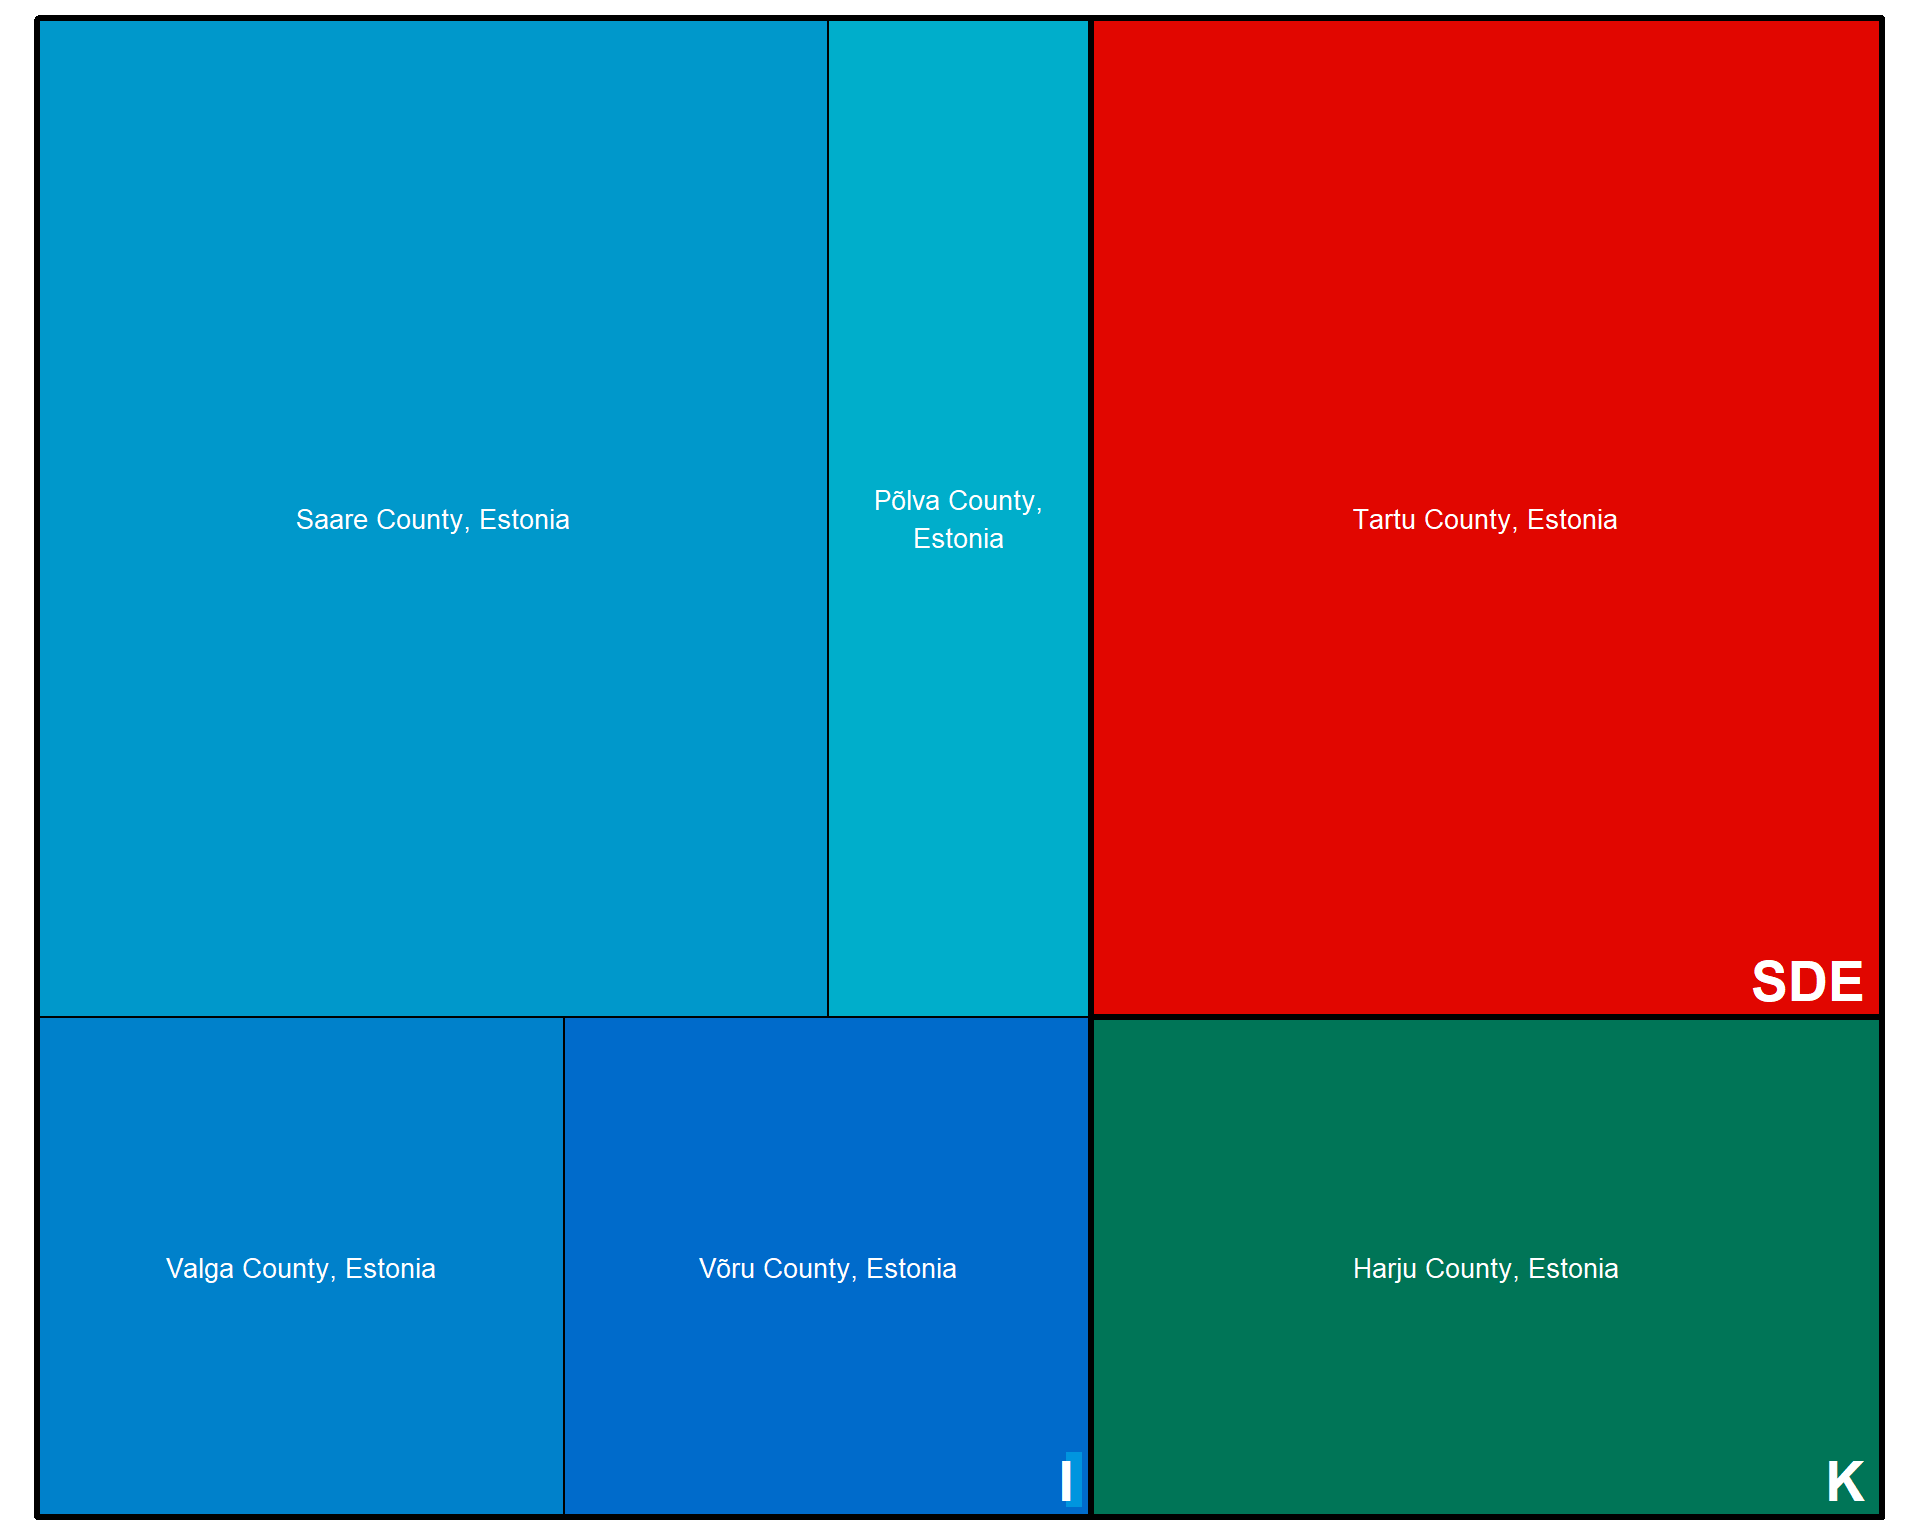 Saare County, Estonia
Põlva County,
Estonia
Tartu County, Estonia
SDE
Valga County, Estonia
Võru County, Estonia
I
Harju County, Estonia
K